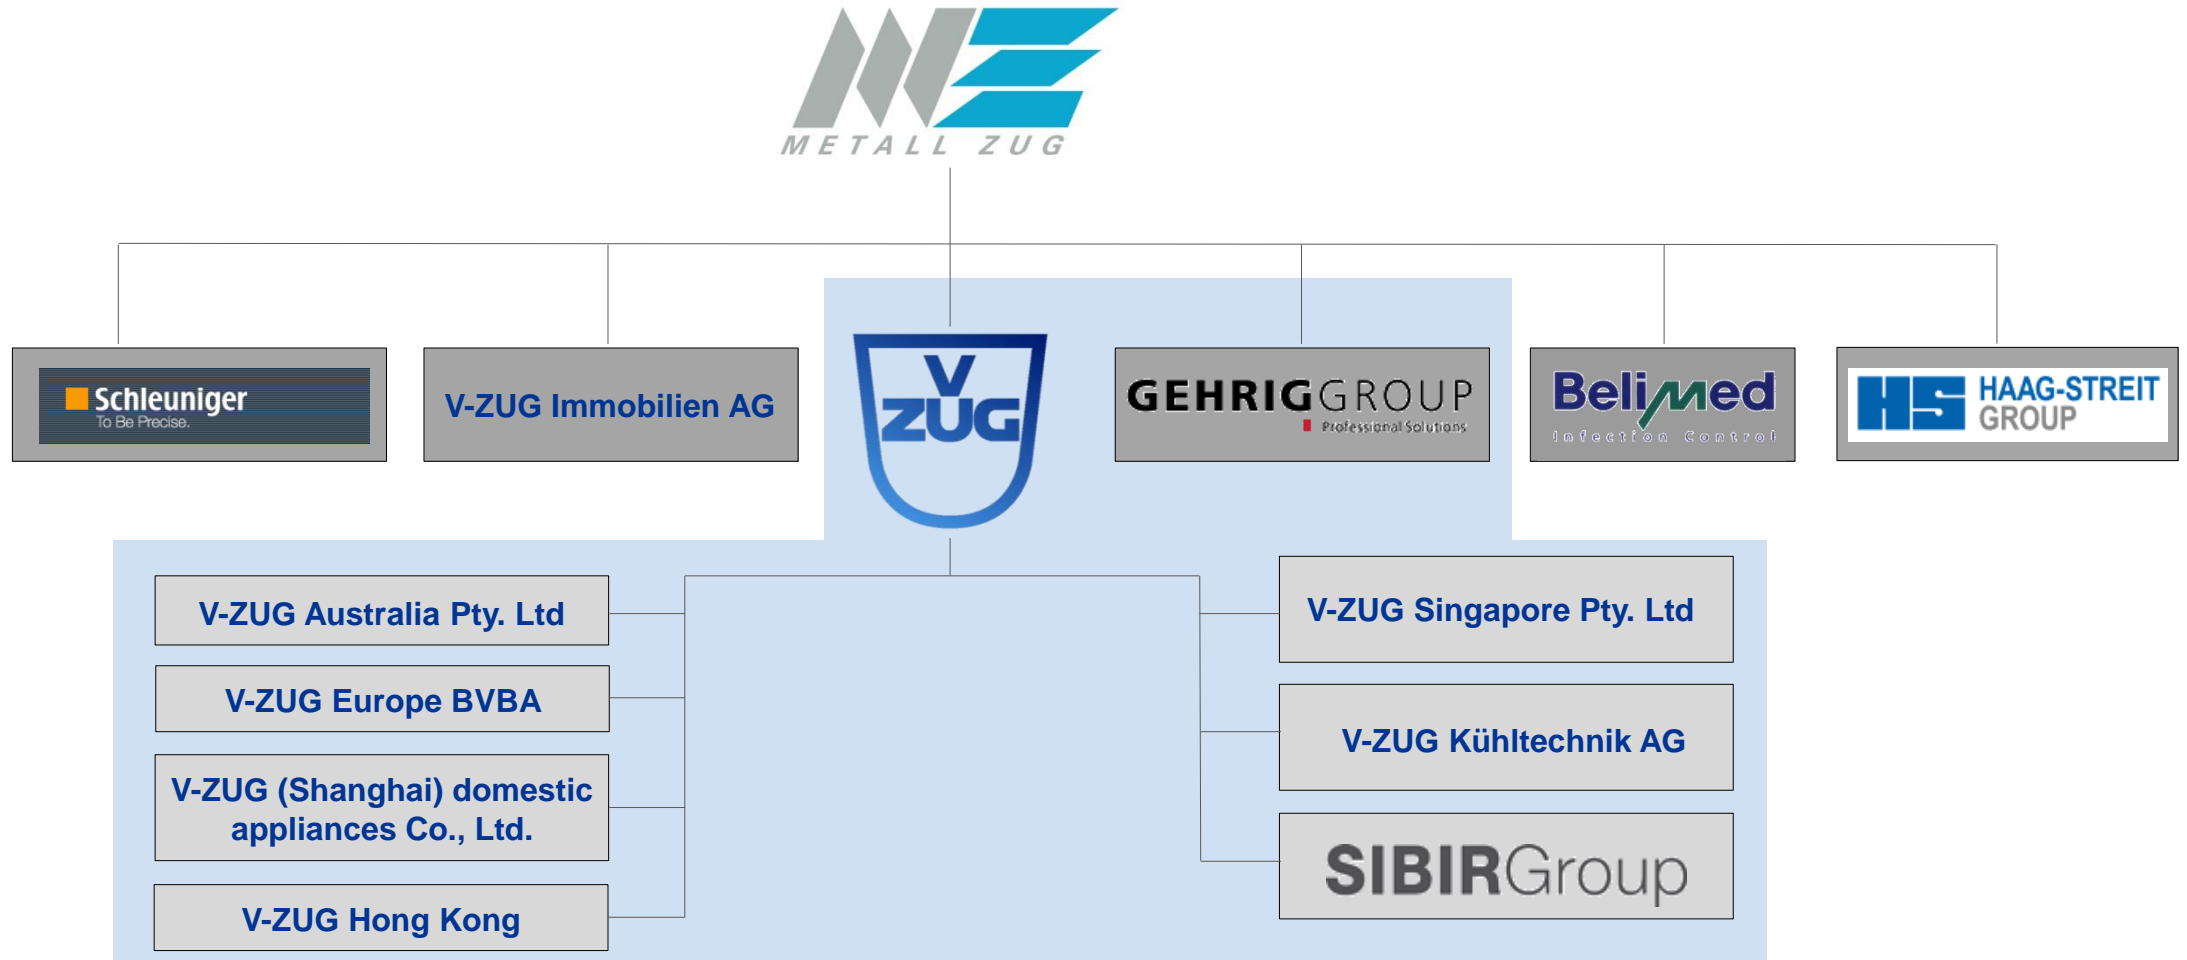 METALL ZUG
Schleuniger
To Be Precise.
V-ZUG Immobilien AG
V
ZUG
GEHRIGGROUP
Professional Solutions
Belimed
Infection Control
HS HAAG-STREIT
GROUP
V-ZUG Australia Pty. Ltd
V-ZUG Europe BVBA
V-ZUG (Shanghai) domestic
appliances Co., Ltd.
V-ZUG Hong Kong
V-ZUG Singapore Pty. Ltd
V-ZUG Kühltechnik AG
SIBIRGroup